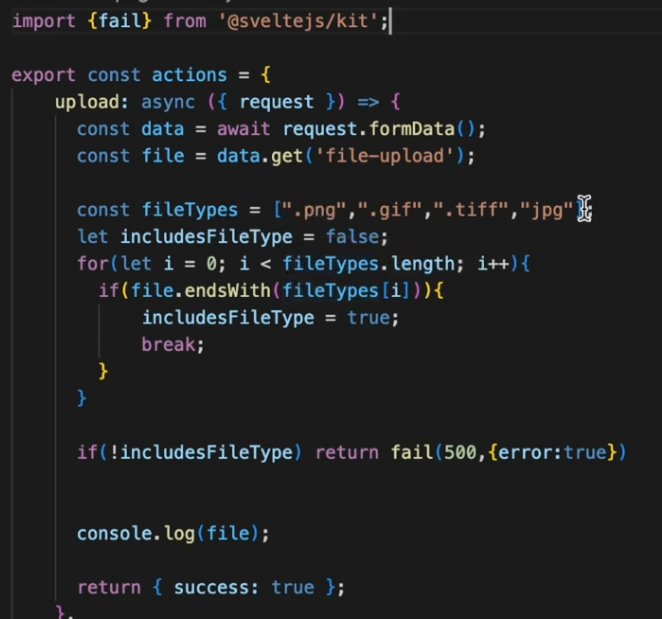 import {fail} from '@sveltejs/kit';
export const actions = {
upload: async ({ request }) => {
const data = await request.formData();
const file = data.get('file-upload');
const fileTypes = [".png",".gif",".tiff","jpg"];
let includesFileType = false;
for(let i = 0; i < fileTypes.length; i++){
if(file.endsWith(fileTypes[i])){
includesFileType = true;
break;
}
}
if(!includesFileType) return fail(500,{error:true})
console.log(file);
return { success: true };
},